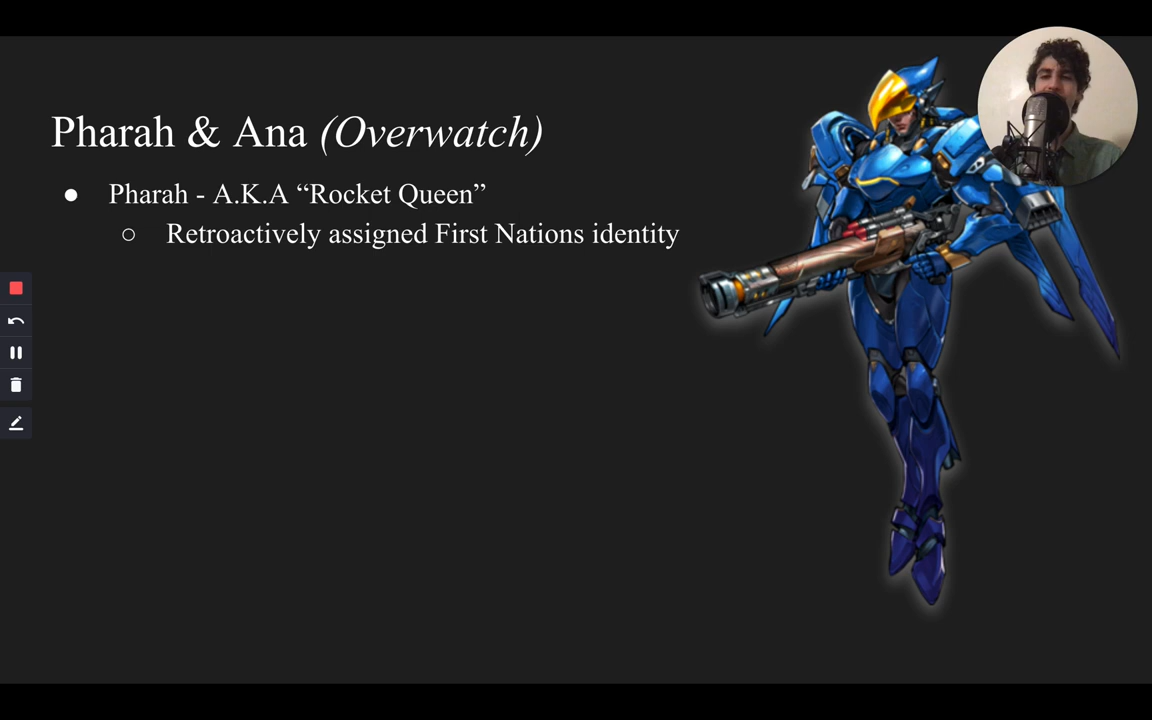 Pharah & Ana (Overwatch)
● Pharah - A.K.A “Rocket Queen”
○ Retroactively assigned First Nations identity